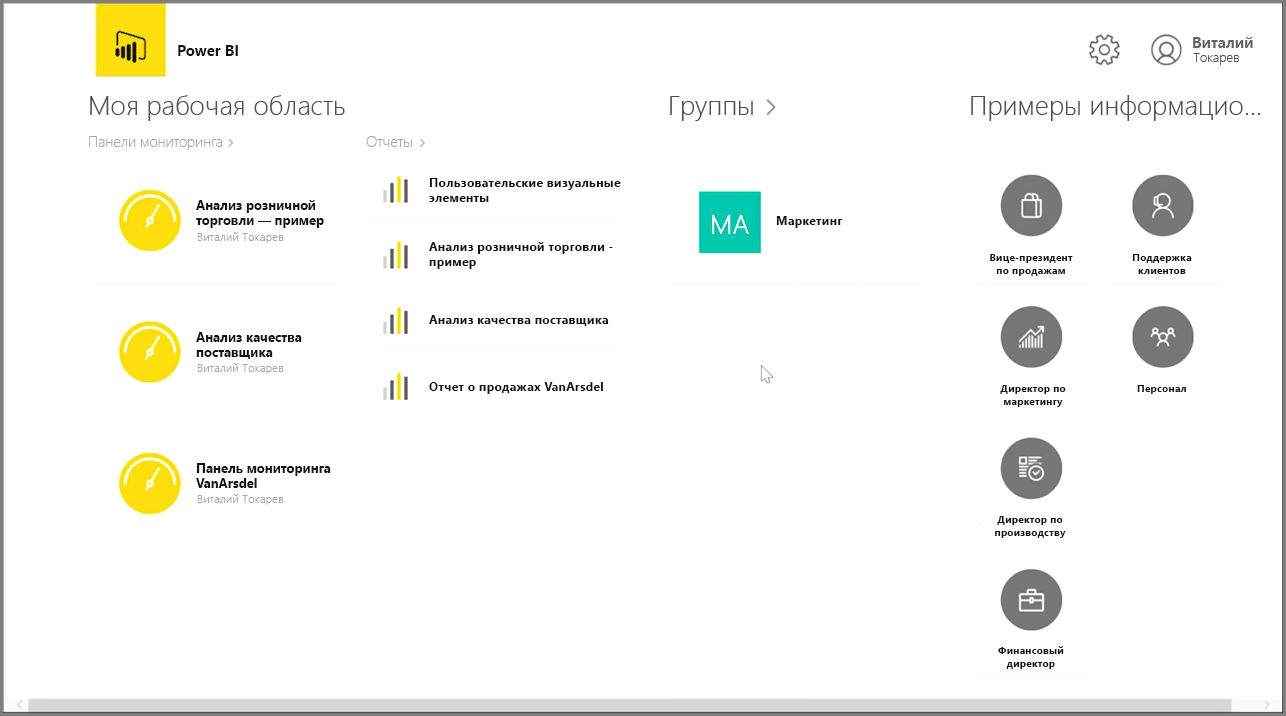 Power BI
Виталий
Токарев
Моя рабочая область
Панели мониторинга
Анализ розничной
торговли — пример
Виталий Токарев
Анализ качества
поставщика
Виталий Токарев
Панель мониторинга
VanArsdel
Виталий Токарев
Отчеты
Пользовательские визуальные
элементы
Анализ розничной торговли -
пример
Анализ качества поставщика
Отчет о продажах VanArsdel
Группы
МА
Маркетинг
Примеры информацио...
Вице-президент
по продажам
Поддержка
клиентов
Директор по
маркетингу
Персонал
Директор по
производству
Финансовый
директор